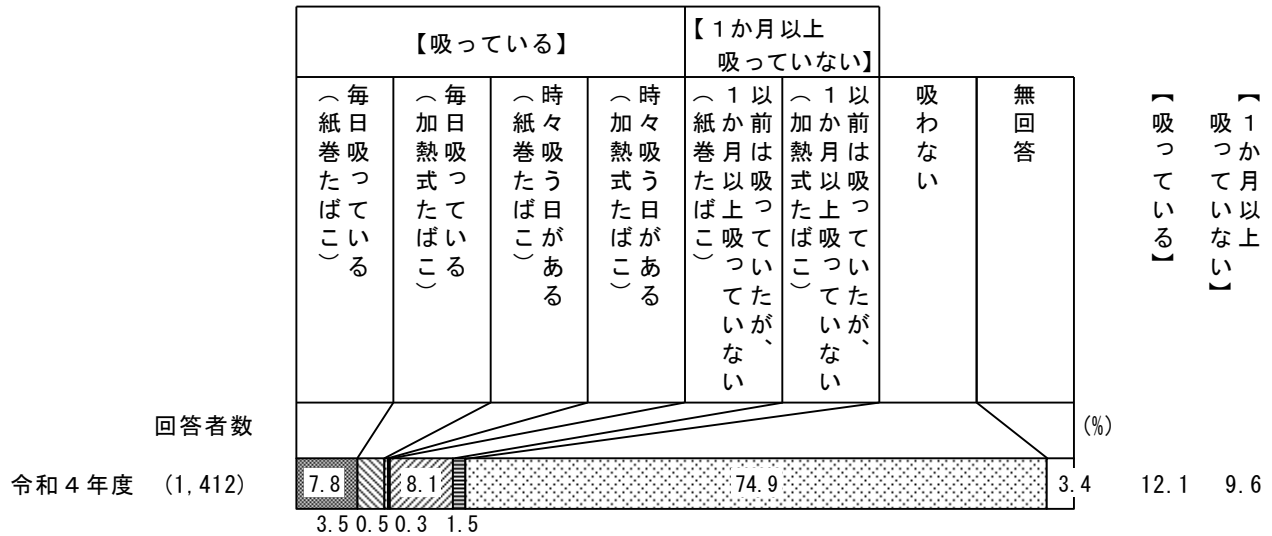 【吸っている】
【１か月以上
吸っていない】
毎日吸っている
（紙巻たばこ）
毎日吸っている
（加熱式たばこ）
時々吸う日がある
（紙巻たばこ）
時々吸う日がある
（加熱式たばこ）
以前は吸っていたが、
１か月以上吸っていない
（紙巻たばこ）
以前は吸っていたが、
１か月以上吸っていない
（加熱式たばこ）
吸わない
無回答
【吸っている】
【１か月以上
吸っていない】
回答者数
(%)
令和４年度 (1,412) 7.8 8.1 74.9 3.4 12.1 9.6
3.5 0.5 0.3 1.5